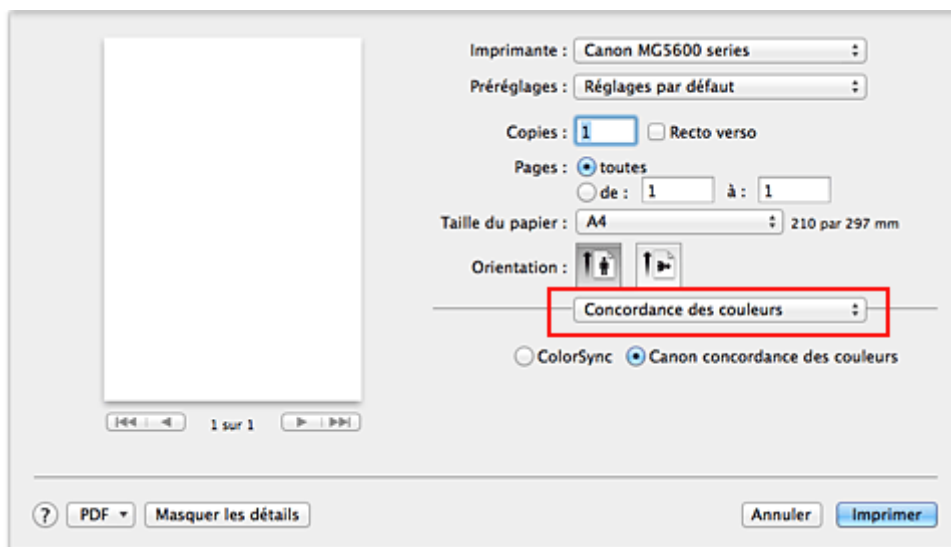 Imprimante : Canon MG5600 series
Préréglages : Réglages par défaut
Copies : 1 Recto verso
Pages : toutes
de : 1 à : 1
Taille du papier : A4 210 par 297 mm
Orientation :
Concordance des couleurs
ColorSync Canon concordance des couleurs
1 sur 1
? PDF Masquer les détails Annuler Imprimer